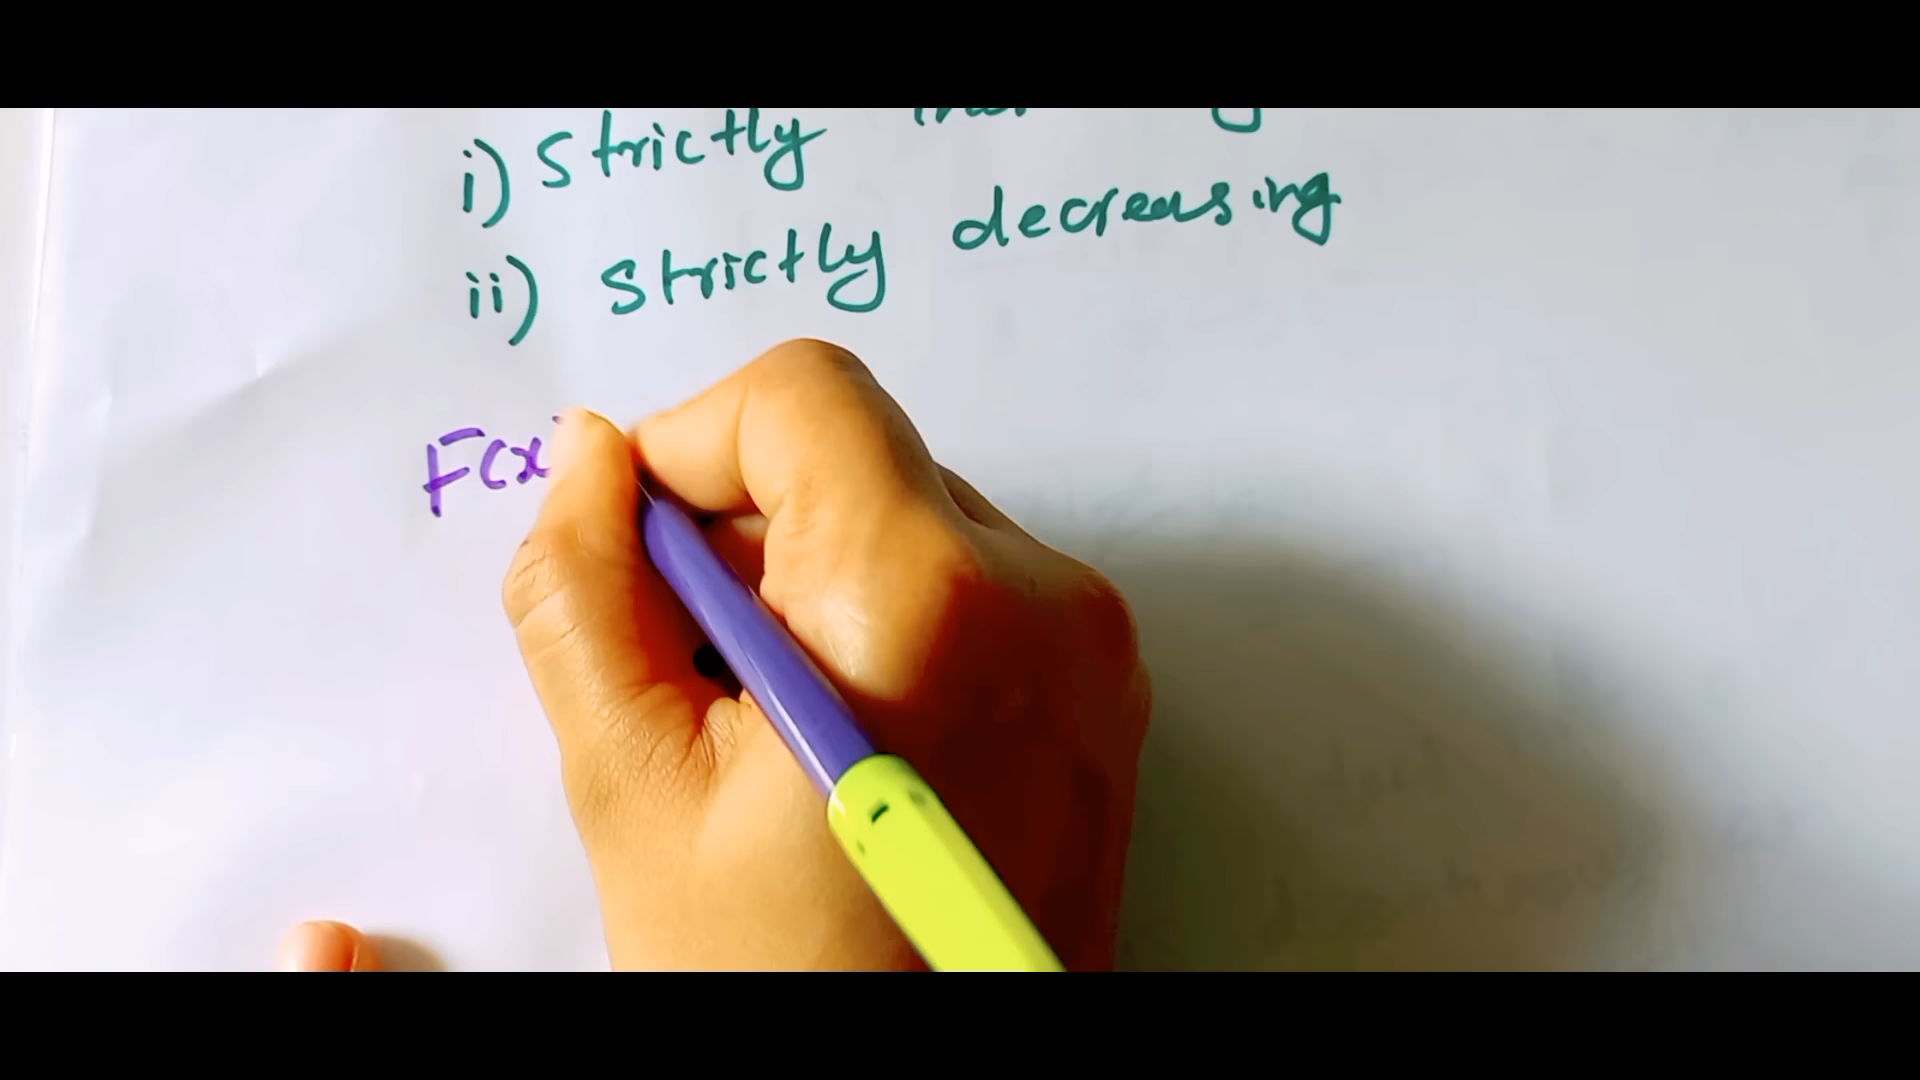 i) Strictly
ii) Strictly decreasing
F(x)